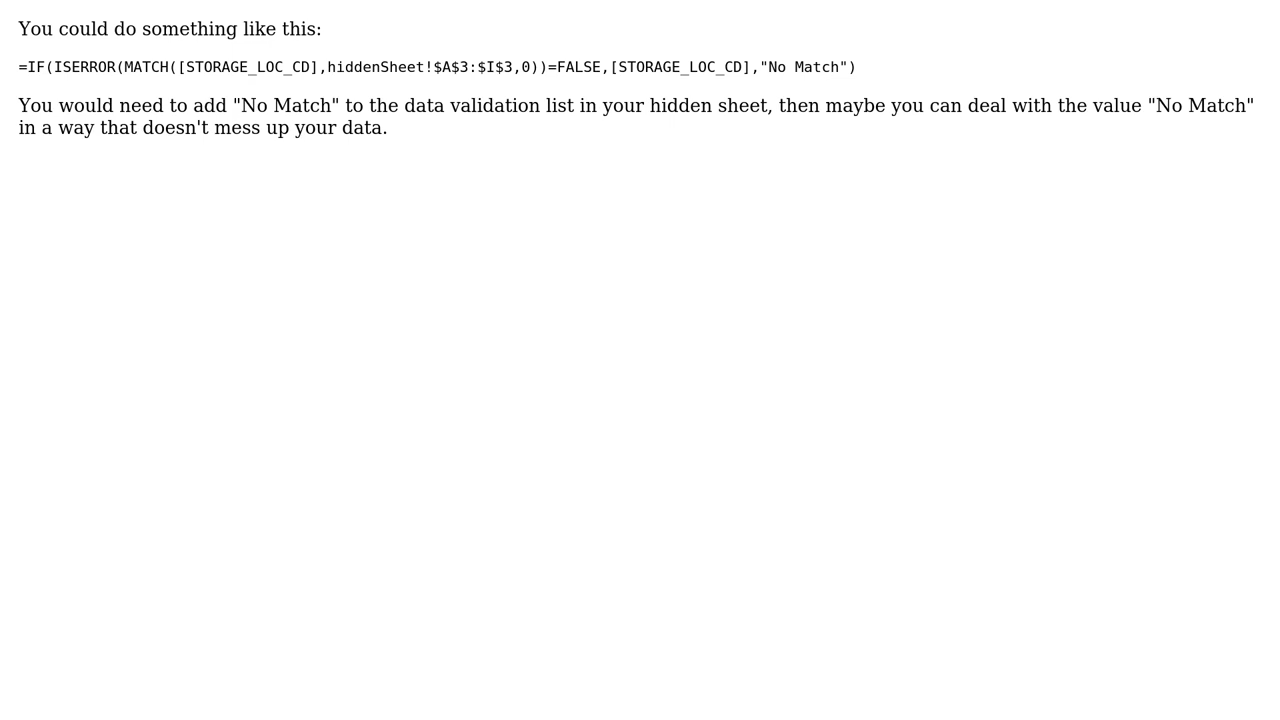 You could do something like this:
=IF(ISERROR(MATCH([STORAGE_LOC_CD],hiddenSheet!$A$3:$I$3,0))=FALSE,[STORAGE_LOC_CD],"No Match")
You would need to add "No Match" to the data validation list in your hidden sheet, then maybe you can deal with the value "No Match"
in a way that doesn't mess up your data.